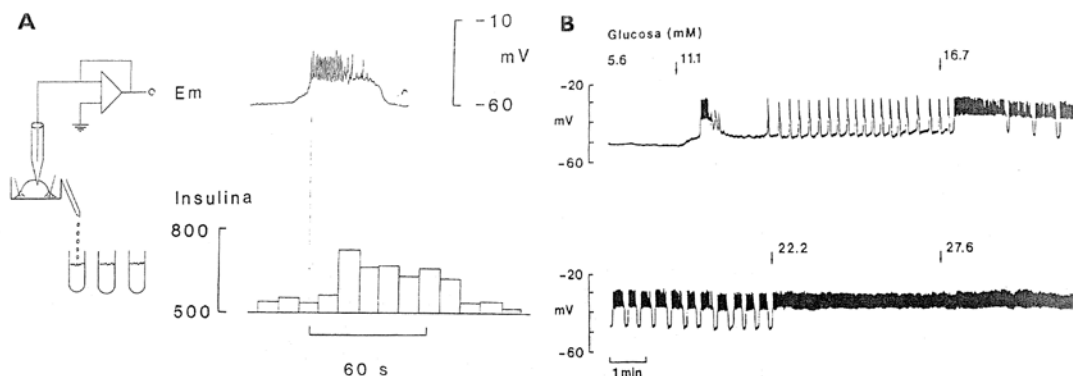 A
-10
mV
-60
Em
Insulina
800
500
60 s
B
Glucosa (mM)
5.6
11.1
16.7
-20
mV
-60
22.2
27.6
-20
mV
-60
1 min